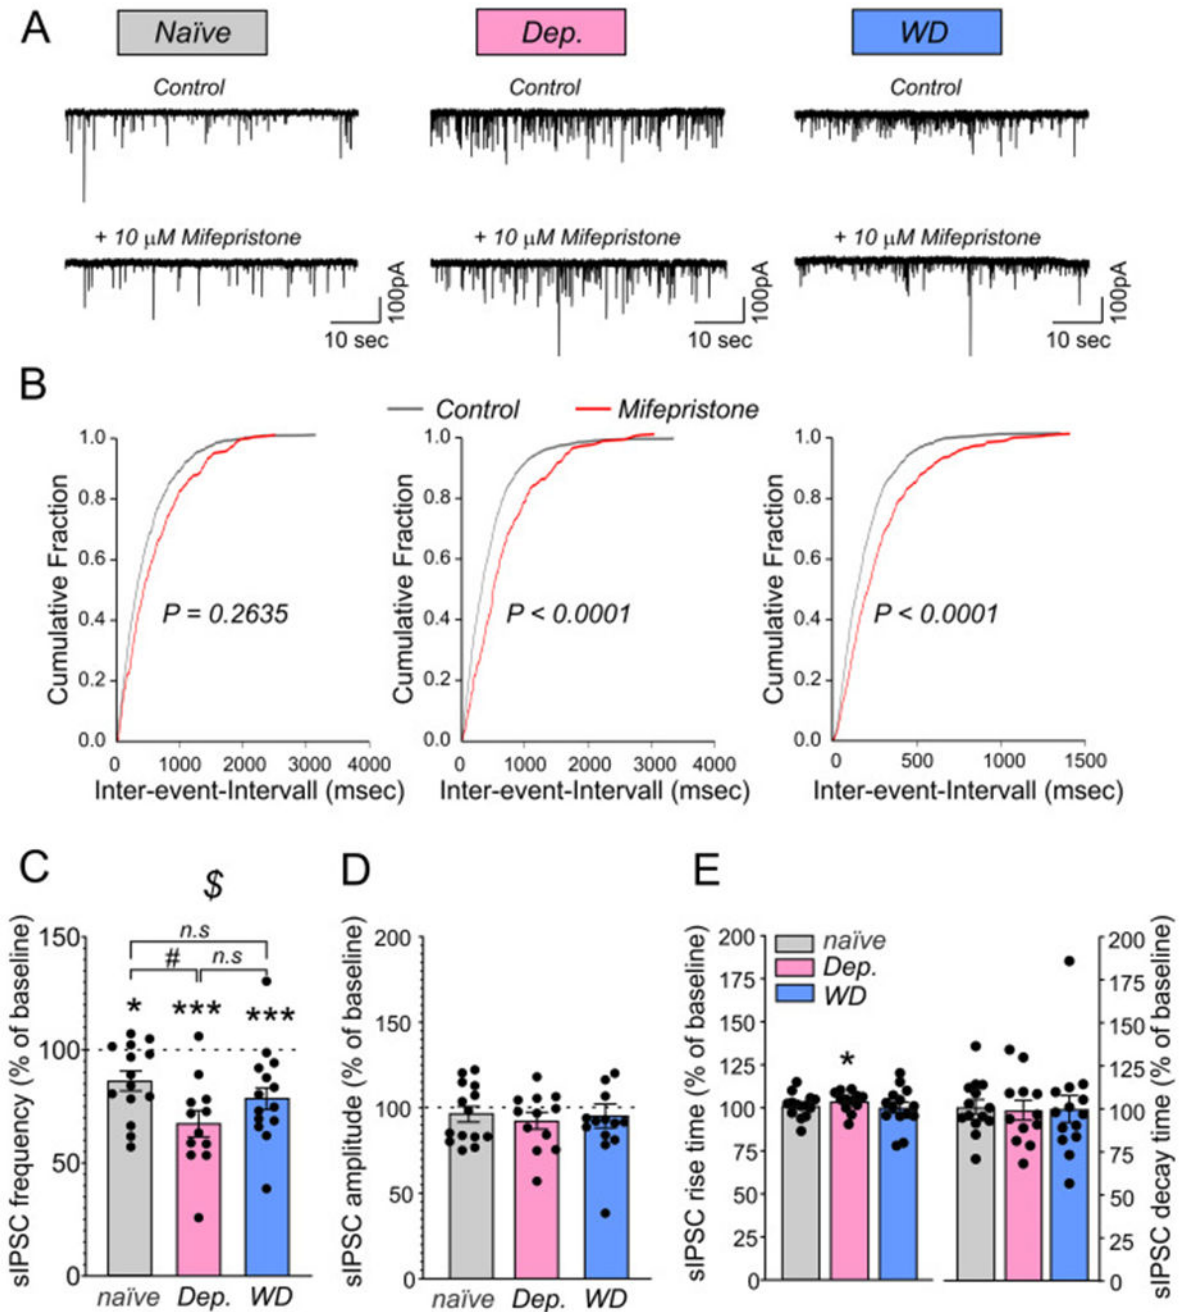 A
Naïve
Dep.
WD
Control
Control
Control
+ 10 μM Mifepristone
+ 10 μM Mifepristone
+ 10 μM Mifepristone
100pA
10 sec
100pA
10 sec
100pA
10 sec
B
Control
Mifepristone
Cumulative Fraction
1.0
0.8
0.6
0.4
0.2
0.0
P = 0.2635
0 1000 2000 3000 4000
Inter-event-Intervall (msec)
Cumulative Fraction
1.0
0.8
0.6
0.4
0.2
0.0
P < 0.0001
0 1000 2000 3000 4000
Inter-event-Intervall (msec)
Cumulative Fraction
1.0
0.8
0.6
0.4
0.2
0.0
P < 0.0001
0 500 1000 1500
Inter-event-Intervall (msec)
C
$
sIPSC frequency (% of baseline)
150
100
50
0
n.s
# n.s
* *** ***
naïve Dep. WD
D
sIPSC amplitude (% of baseline)
200
150
100
50
0
naïve Dep. WD
E
sIPSC rise time (% of baseline)
200
175
150
125
100
75
50
25
0
naïve
Dep.
WD
*
200
175
150
125
100
75
50
25
0
sIPSC decay time (% of baseline)